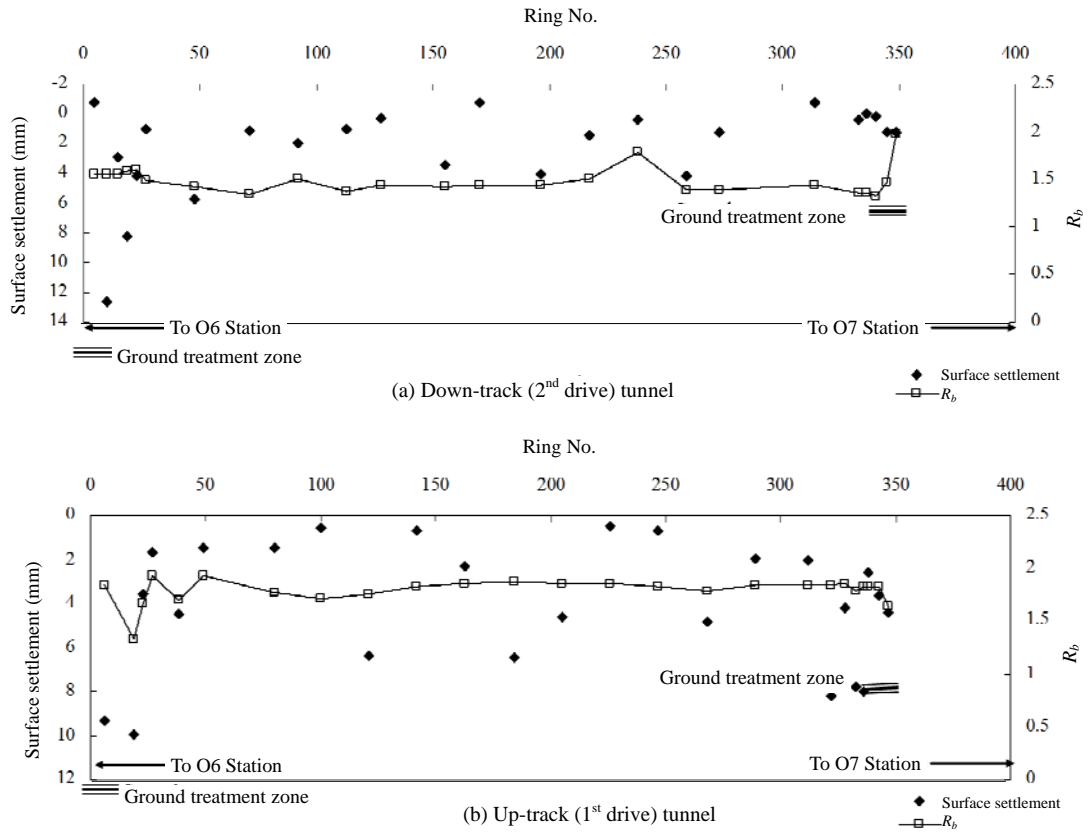 Ring No.
0 50 100 150 200 250 300 350 400
-2 2.5
0
2 2
4 1.5
6
8 1
10
12 0.5
14 0
Surface settlement (mm)
R_b
Ground treatment zone
To O6 Station To O7 Station
Ground treatment zone
(a) Down-track (2nd drive) tunnel
Surface settlement
R_b
Ring No.
0 50 100 150 200 250 300 350 400
0 2.5
2 2
4
6 1.5
8 1
10 0.5
12 0
Surface settlement (mm)
R_b
Ground treatment zone
To O6 Station To O7 Station
Ground treatment zone
(b) Up-track (1st drive) tunnel
Surface settlement
R_b